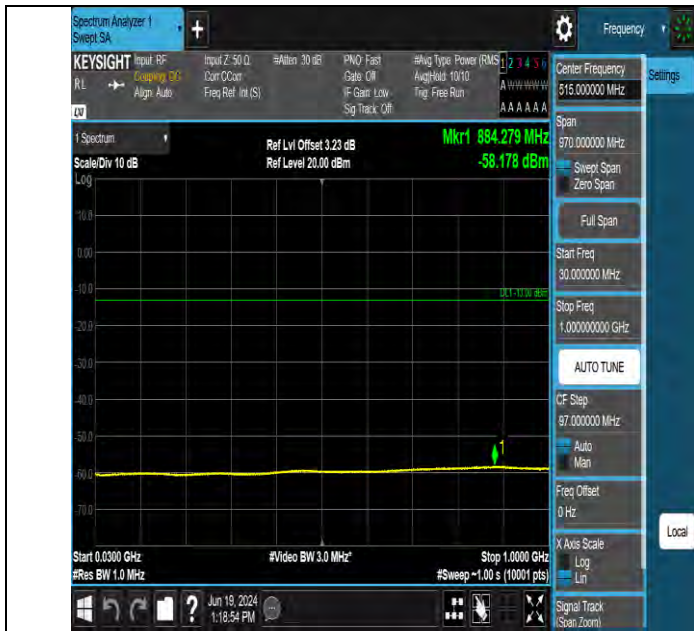 Spectrum Analyzer 1
Swept SA
+
Frequency
KEYSIGHT
RL
Input: RF
Coupling: DC
Align: Auto
Input Z: 50 Ω
Corr CCorr
Freq Ref: Int (S)
#Atten: 30 dB
PNO: Fast
Gate: Off
IF Gain: Low
Sig Track: Off
#Avg Type: Power (RMS
Avg|Hold: 10/10
Trig: Free Run
1 2 3 4 5 6
A W W W W W
A A A A A A
1 Spectrum
Scale/Div 10 dB
Log
Ref Lvl Offset 3.23 dB
Ref Level 20.00 dBm
Mkr1 884.279 MHz
-58.178 dBm
10.0
0.00
-10.0
-20.0
-30.0
-40.0
-50.0
-60.0
-70.0
DL1 -13.00 dBm
1
Start 0.0300 GHz
#Res BW 1.0 MHz
#Video BW 3.0 MHz*
Stop 1.0000 GHz
#Sweep ~1.00 s (10001 pts)
Jun 19, 2024
1:18:54 PM
?
Center Frequency
515.000000 MHz
Span
970.000000 MHz
Swept Span
Zero Span
Full Span
Start Freq
30.000000 MHz
Stop Freq
1.000000000 GHz
AUTO TUNE
CF Step
97.000000 MHz
Auto
Man
Freq Offset
0 Hz
X Axis Scale
Log
Lin
Signal Track
(Span Zoom)
Settings
Local